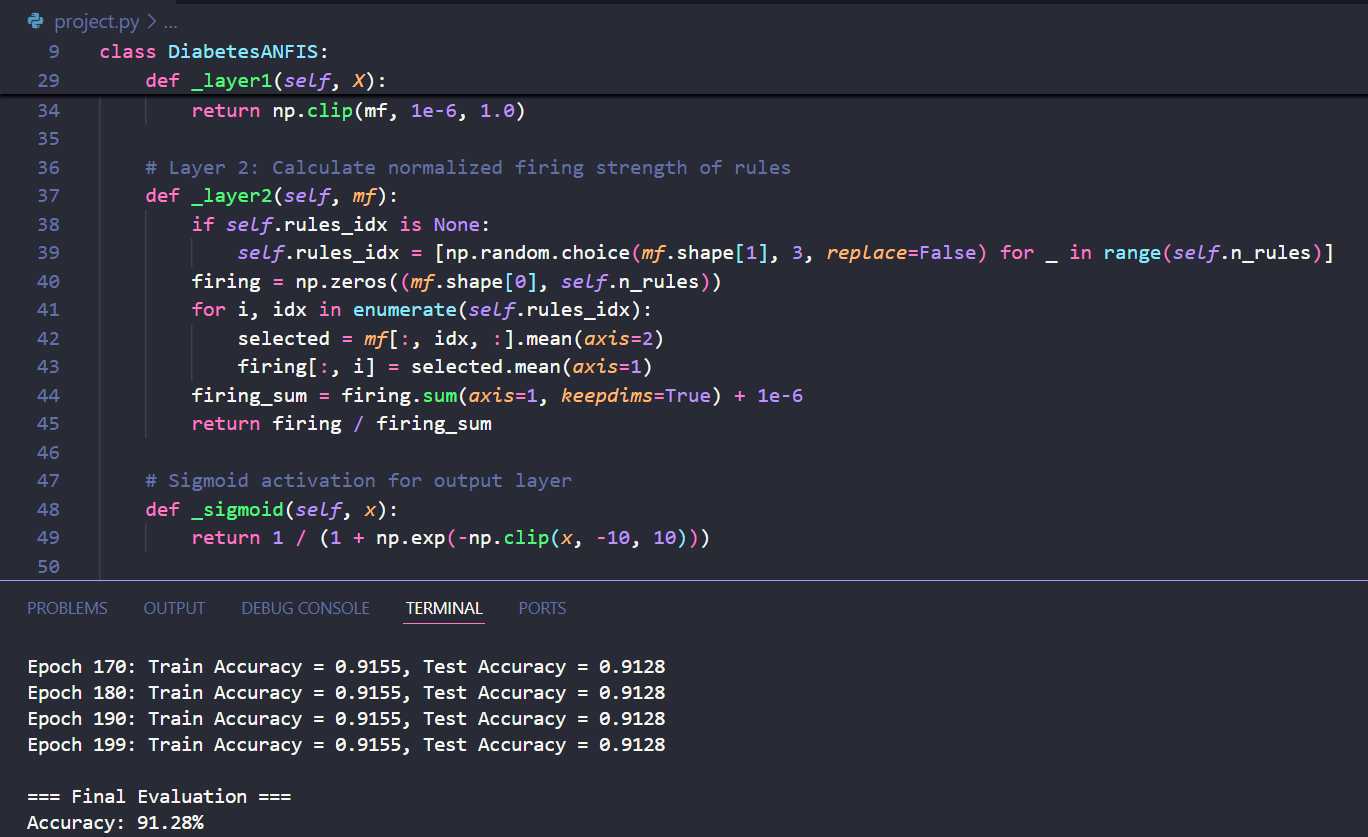 project.py > ...
9 class DiabetesANFIS:
29 def _layer1(self, X):
34 return np.clip(mf, 1e-6, 1.0)
35
36 # Layer 2: Calculate normalized firing strength of rules
37 def _layer2(self, mf):
38 if self.rules_idx is None:
39 self.rules_idx = [np.random.choice(mf.shape[1], 3, replace=False) for _ in range(self.n_rules)]
40 firing = np.zeros((mf.shape[0], self.n_rules))
41 for i, idx in enumerate(self.rules_idx):
42 selected = mf[:, idx, :].mean(axis=2)
43 firing[:, i] = selected.mean(axis=1)
44 firing_sum = firing.sum(axis=1, keepdims=True) + 1e-6
45 return firing / firing_sum
46
47 # Sigmoid activation for output layer
48 def _sigmoid(self, x):
49 return 1 / (1 + np.exp(-np.clip(x, -10, 10)))
50
PROBLEMS OUTPUT DEBUG CONSOLE TERMINAL PORTS
Epoch 170: Train Accuracy = 0.9155, Test Accuracy = 0.9128
Epoch 180: Train Accuracy = 0.9155, Test Accuracy = 0.9128
Epoch 190: Train Accuracy = 0.9155, Test Accuracy = 0.9128
Epoch 199: Train Accuracy = 0.9155, Test Accuracy = 0.9128
=== Final Evaluation ===
Accuracy: 91.28%